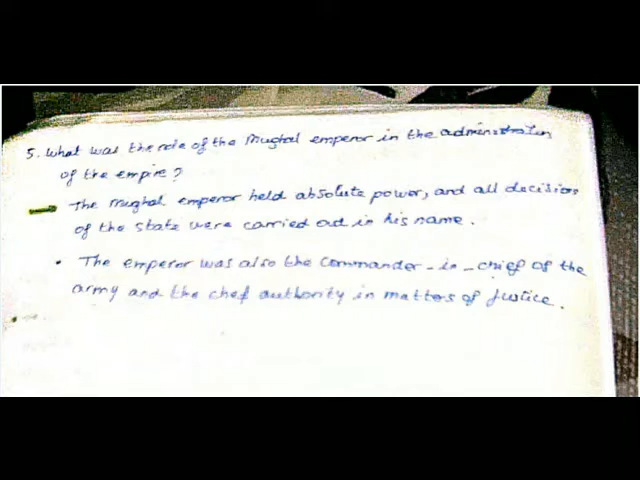 5. What was the role of the Mughal emperor in the administration
of the empire?
The Mughal emperor held absolute power, and all decisions
of the state were carried out in his name.
• The emperor was also the commander-in-chief of the
army and the chef authority in matters of justice.